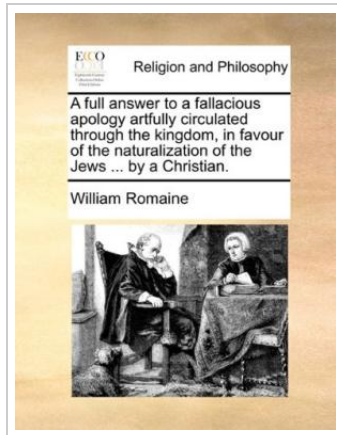 ECCO
Religion and Philosophy
A full answer to a fallacious
apology artfully circulated
through the kingdom, in favour
of the naturalization of the
Jews ... by a Christian.
William Romaine